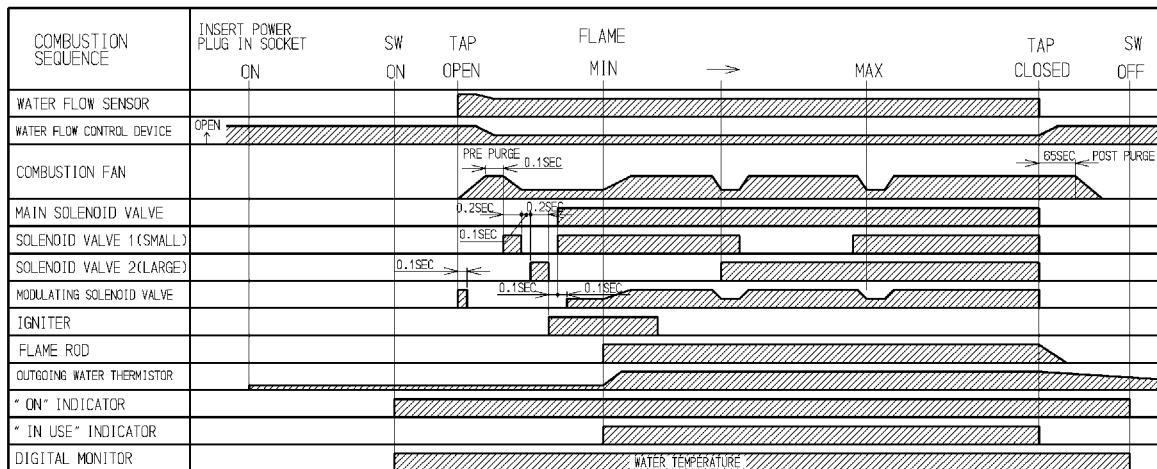 COMBUSTION
SEQUENCE
INSERT POWER
PLUG IN SOCKET
ON
SW
ON
TAP
OPEN
FLAME
MIN
→
MAX
TAP
CLOSED
SW
OFF
WATER FLOW SENSOR
WATER FLOW CONTROL DEVICE
OPEN
↑
COMBUSTION FAN
PRE PURGE
0.1SEC
65SEC
POST PURGE
MAIN SOLENOID VALVE
0.2SEC
0.2SEC
SOLENOID VALVE 1(SMALL)
0.1SEC
SOLENOID VALVE 2(LARGE)
0.1SEC
MODULATING SOLENOID VALVE
0.1SEC
0.1SEC
IGNITER
FLAME ROD
OUTGOING WATER THERMISTOR
" ON" INDICATOR
" IN USE" INDICATOR
DIGITAL MONITOR
WATER TEMPERATURE